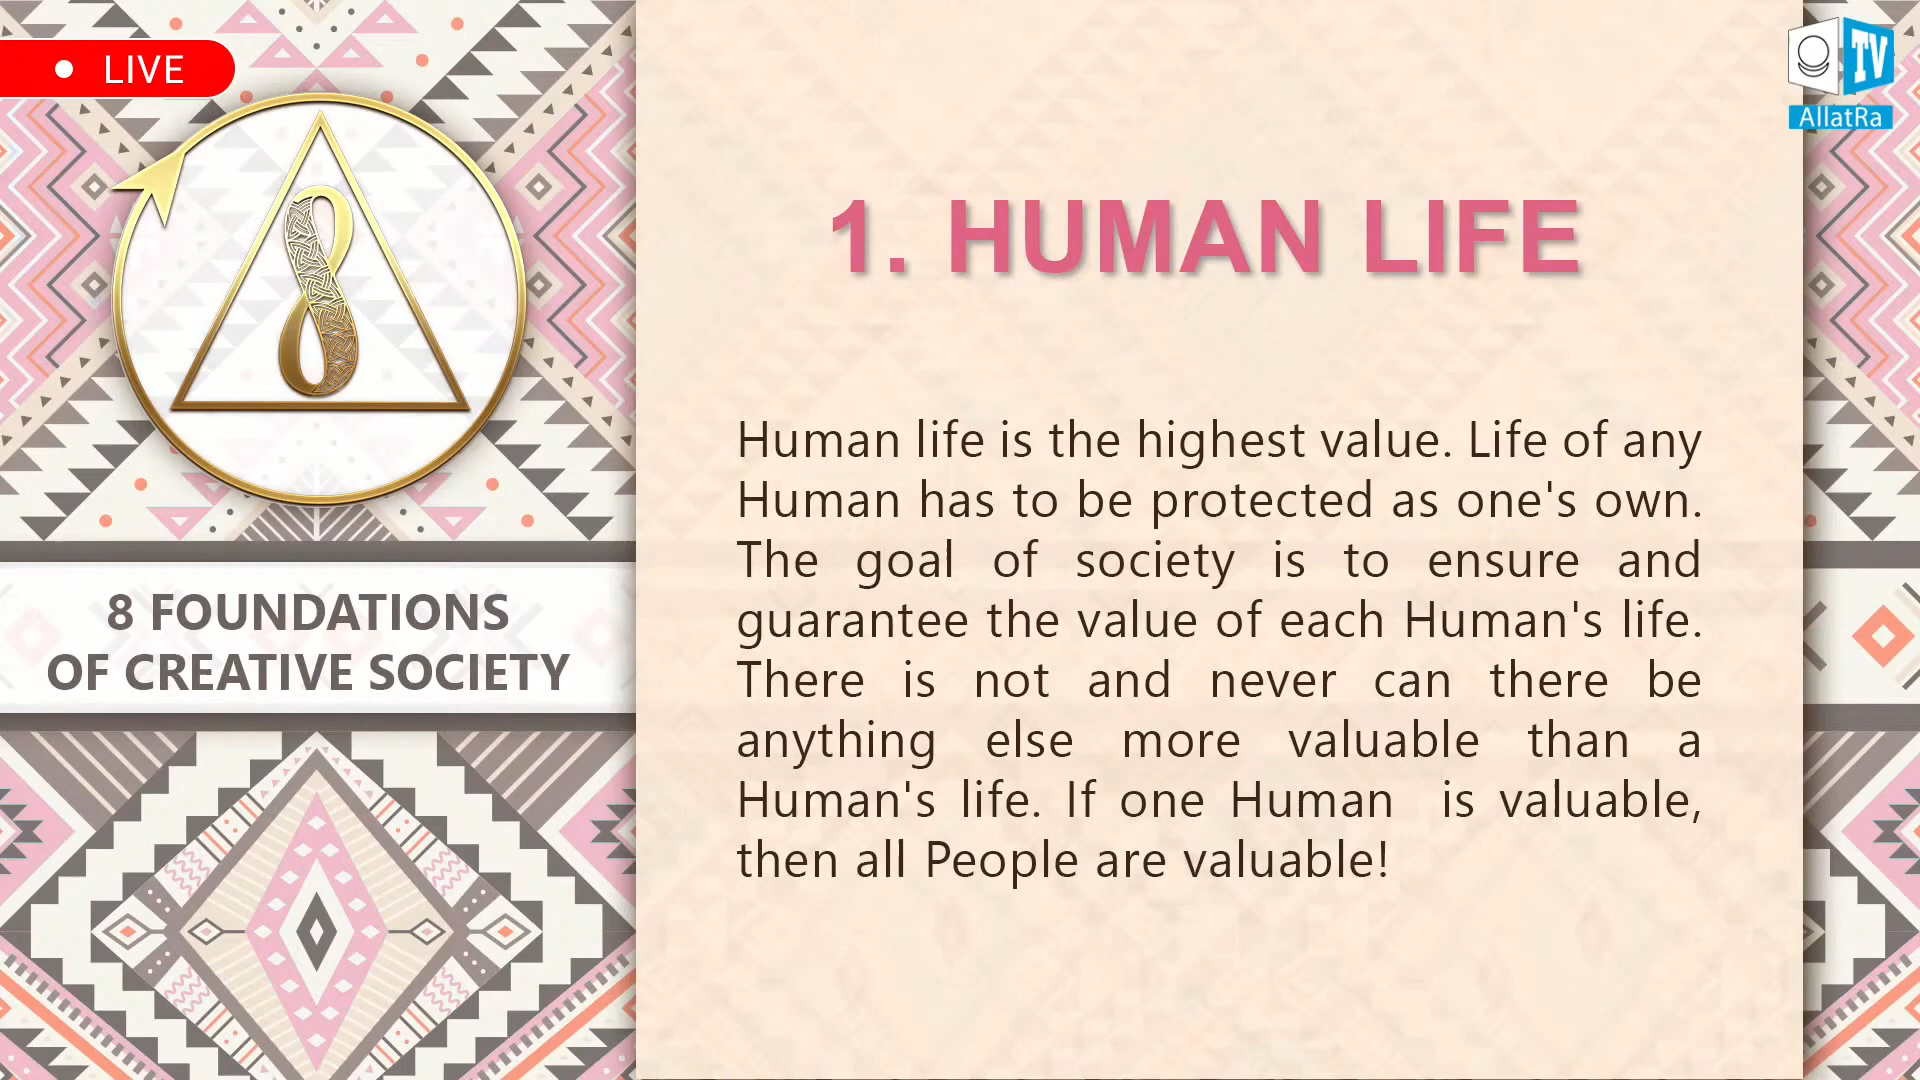 LIVE
TV
AllatRa
8
8 FOUNDATIONS
OF CREATIVE SOCIETY
1. HUMAN LIFE
Human life is the highest value. Life of any
Human has to be protected as one's own.
The goal of society is to ensure and
guarantee the value of each Human's life.
There is not and never can there be
anything else more valuable than a
Human's life. If one Human is valuable,
then all People are valuable!